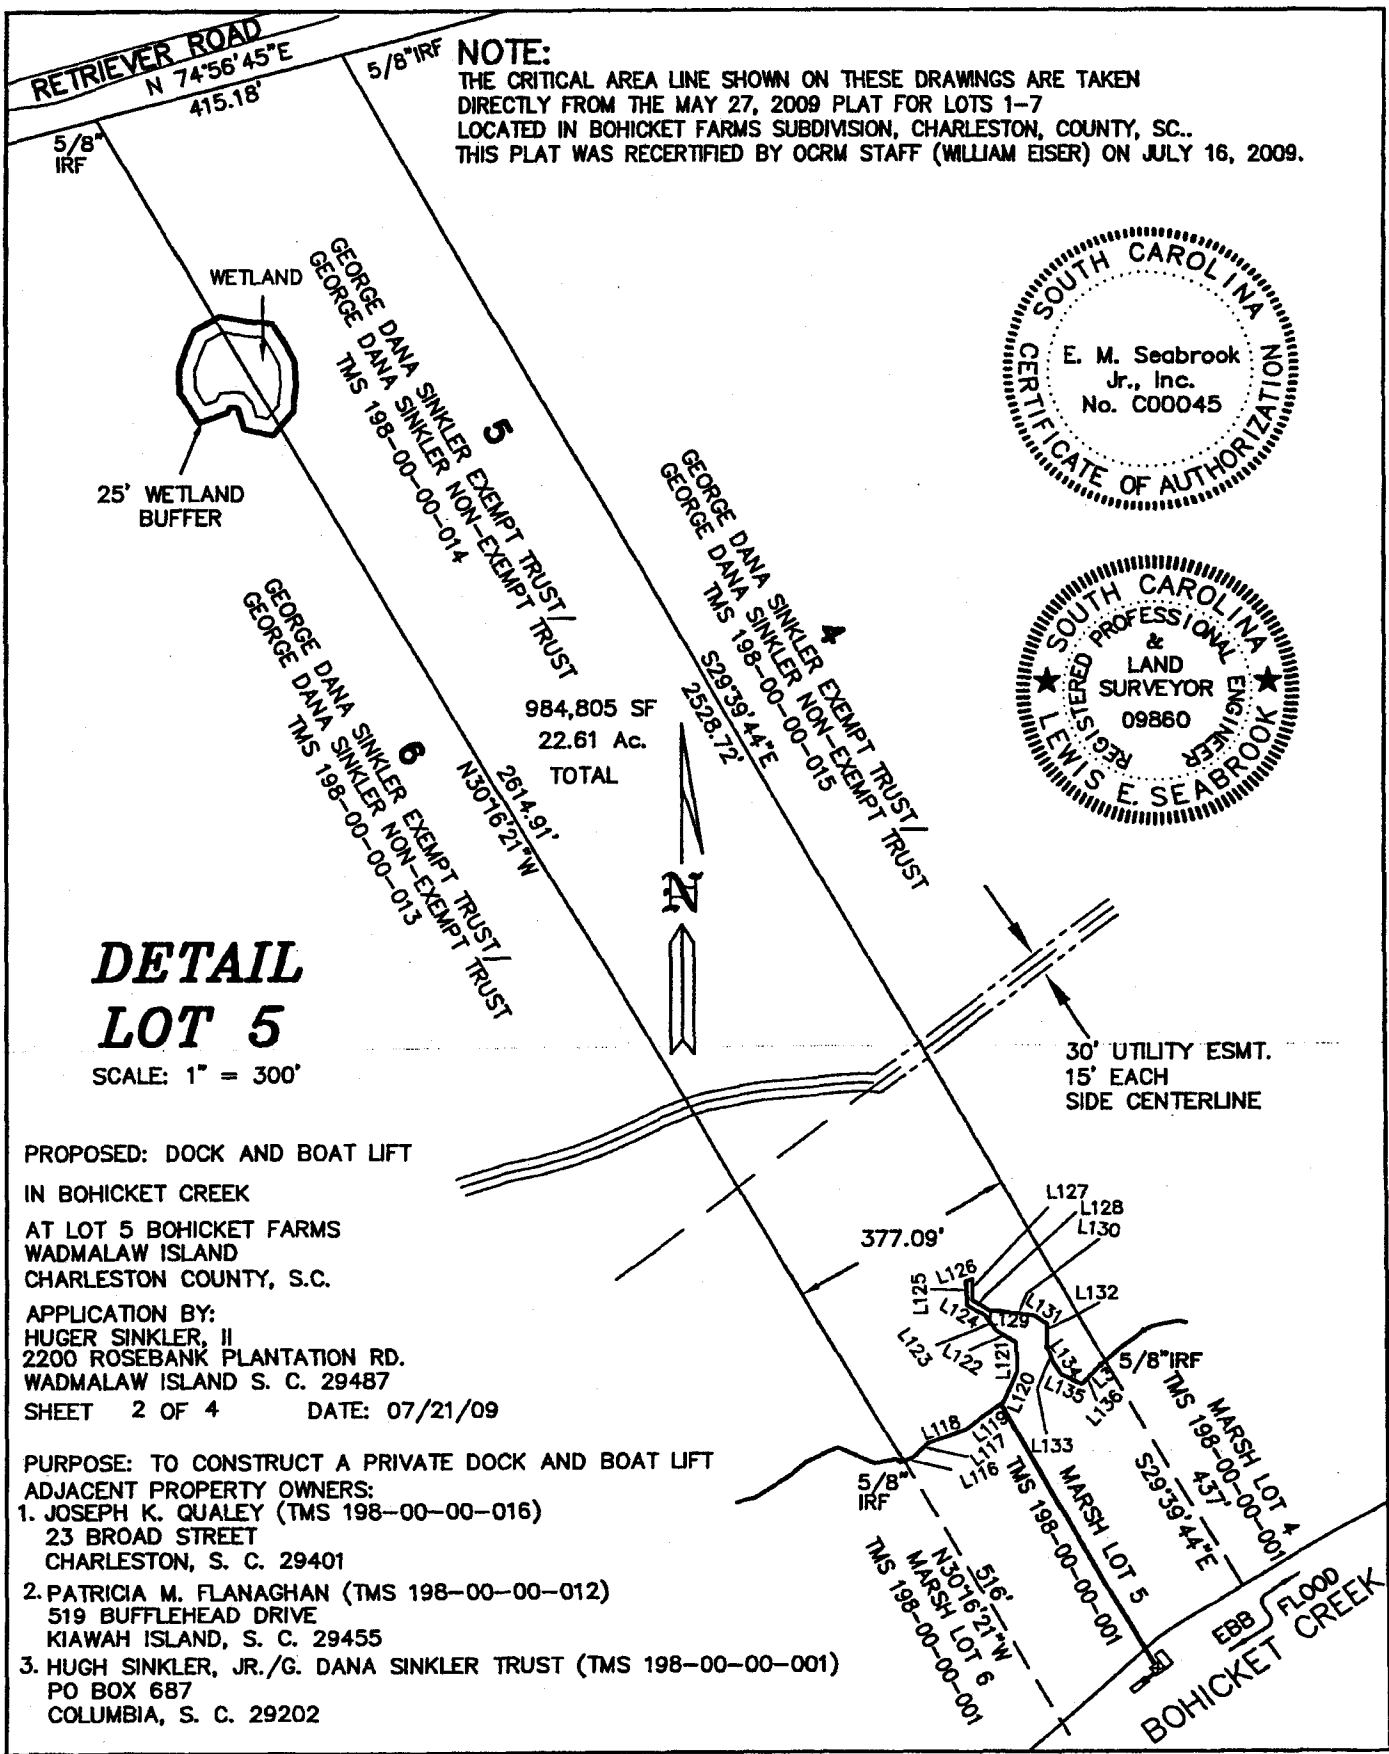 RETRIEVER ROAD
N 74°56'45"E
415.18'
5/8"IRF
5/8"
IRF
NOTE:
THE CRITICAL AREA LINE SHOWN ON THESE DRAWINGS ARE TAKEN
DIRECTLY FROM THE MAY 27, 2009 PLAT FOR LOTS 1-7
LOCATED IN BOHICKET FARMS SUBDIVISION, CHARLESTON, COUNTY, SC..
THIS PLAT WAS RECERTIFIED BY OCRM STAFF (WILLIAM EISER) ON JULY 16, 2009.
WETLAND
25' WETLAND
BUFFER
5
GEORGE DANA SINKLER EXEMPT TRUST/
GEORGE DANA SINKLER NON-EXEMPT TRUST
TMS 198-00-00-014
SOUTH CAROLINA
CERTIFICATE OF AUTHORIZATION
E. M. Seabrook
Jr., Inc.
No. C00045
SOUTH CAROLINA
LEWIS E. SEABROOK
REGISTERED PROFESSIONAL ENGINEER
&
LAND
SURVEYOR
09860
4
GEORGE DANA SINKLER EXEMPT TRUST/
GEORGE DANA SINKLER NON-EXEMPT TRUST
TMS 198-00-00-015
S29°39'44"E
2528.72'
6
GEORGE DANA SINKLER EXEMPT TRUST/
GEORGE DANA SINKLER NON-EXEMPT TRUST
TMS 198-00-00-013
984,805 SF
22.61 Ac.
TOTAL
2614.91'
N30°16'21"W
N
DETAIL
LOT 5
SCALE: 1" = 300'
30' UTILITY ESMT.
15' EACH
SIDE CENTERLINE
PROPOSED: DOCK AND BOAT LIFT
IN BOHICKET CREEK
AT LOT 5 BOHICKET FARMS
WADMALAW ISLAND
CHARLESTON COUNTY, S.C.
APPLICATION BY:
HUGER SINKLER, II
2200 ROSEBANK PLANTATION RD.
WADMALAW ISLAND S. C. 29487
SHEET 2 OF 4 DATE: 07/21/09
PURPOSE: TO CONSTRUCT A PRIVATE DOCK AND BOAT LIFT
ADJACENT PROPERTY OWNERS:
1. JOSEPH K. QUALEY (TMS 198-00-00-016)
23 BROAD STREET
CHARLESTON, S. C. 29401
2. PATRICIA M. FLANAGHAN (TMS 198-00-00-012)
519 BUFFLEHEAD DRIVE
KIAWAH ISLAND, S. C. 29455
3. HUGH SINKLER, JR./G. DANA SINKLER TRUST (TMS 198-00-00-001)
PO BOX 687
COLUMBIA, S. C. 29202
377.09'
L127
L128
L130
L126
L125
L124
L129
L131
L132
L123
L122
L121
L120
L134
L135
L136
L133
L118
L119
L117
L116
5/8"IRF
5/8"
IRF
MARSH LOT 4
TMS 198-00-00-001
437'
S29°39'44"E
MARSH LOT 5
TMS 198-00-00-001
516'
N30°16'21"W
MARSH LOT 6
TMS 198-00-00-001
EBB FLOOD
BOHICKET CREEK